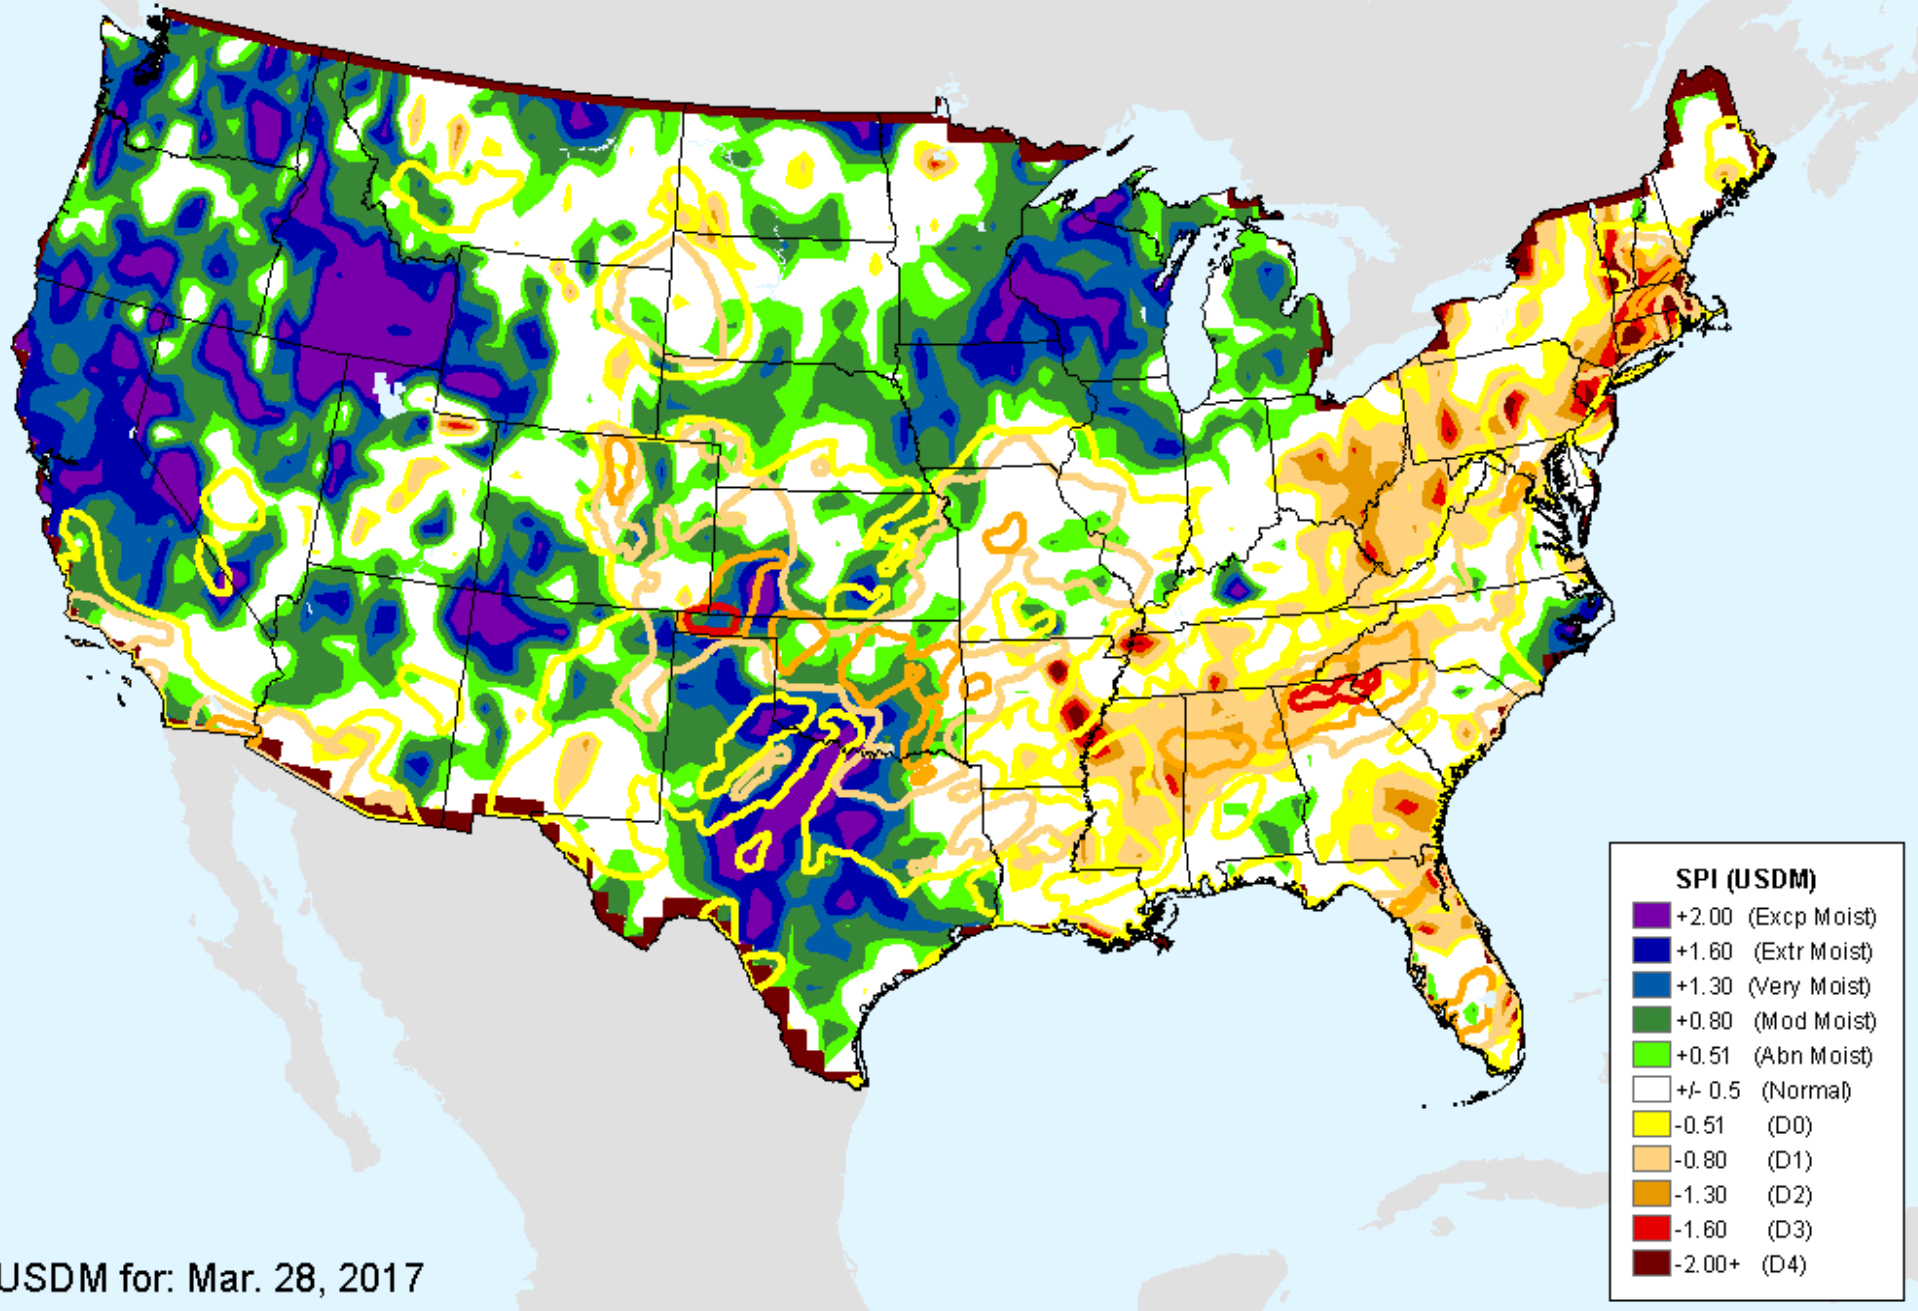 SPI (USDM)
+2.00 (Excp Moist)
+1.60 (Extr Moist)
+1.30 (Very Moist)
+0.80 (Mod Moist)
+0.51 (Abn Moist)
+/- 0.5 (Normal)
-0.51 (D0)
-0.80 (D1)
-1.30 (D2)
-1.60 (D3)
-2.00+ (D4)
USDM for: Mar. 28, 2017